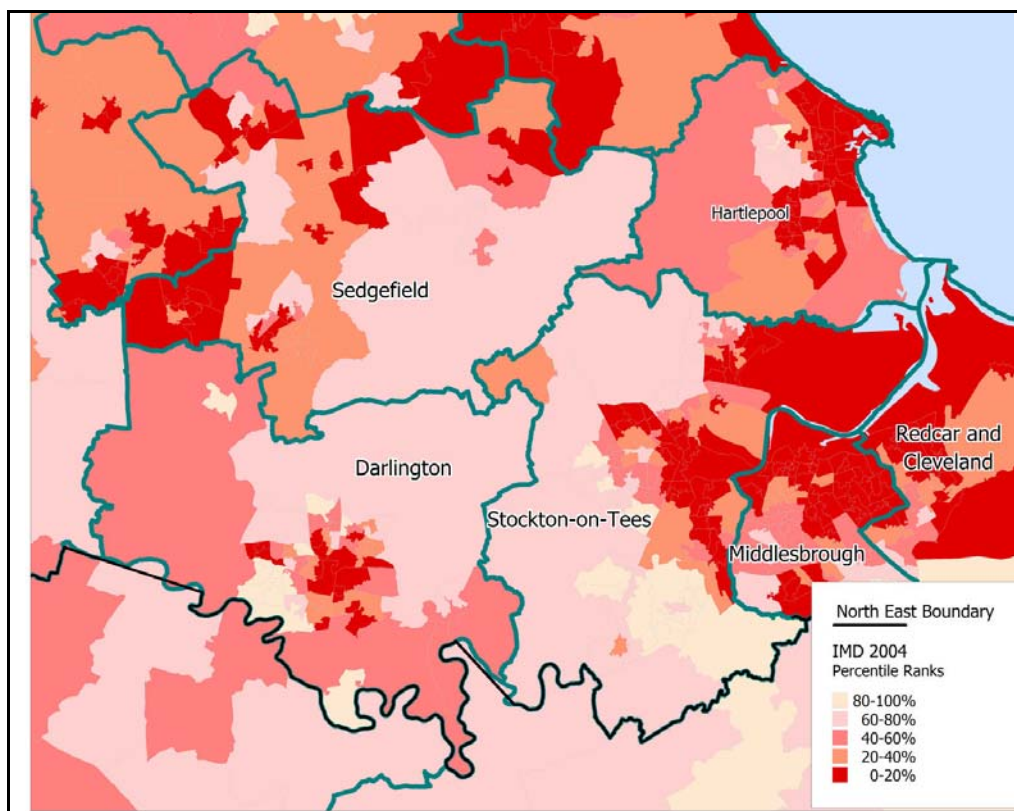 Hartlepool
Sedgefield
Redcar and
Cleveland
Darlington
Stockton-on-Tees
Middlesbrough
North East Boundary
IMD 2004
Percentile Ranks
80-100%
60-80%
40-60%
20-40%
0-20%